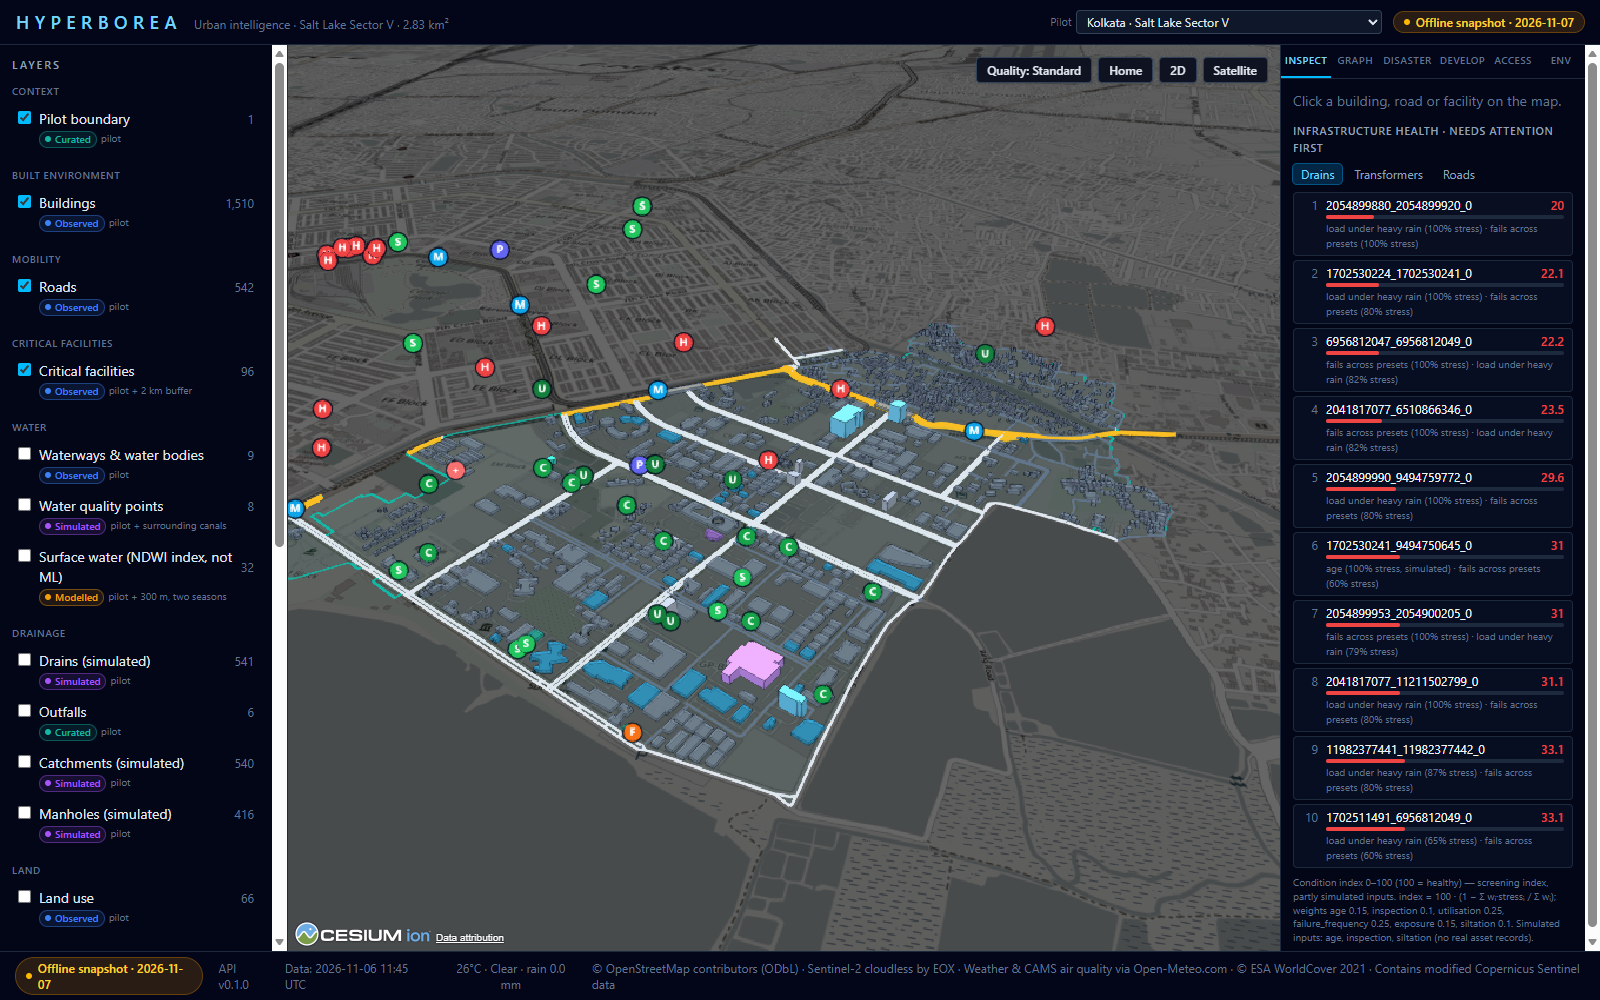 HYPERBOREA
Urban intelligence · Salt Lake Sector V · 2.83 km²
Pilot
Kolkata · Salt Lake Sector V
Offline snapshot · 2026-11-07
LAYERS
CONTEXT
Pilot boundary 1
Curated pilot
BUILT ENVIRONMENT
Buildings 1,510
Observed pilot
MOBILITY
Roads 542
Observed pilot
CRITICAL FACILITIES
Critical facilities 96
Observed pilot + 2 km buffer
WATER
Waterways & water bodies 9
Observed pilot
Water quality points 8
Simulated pilot + surrounding canals
Surface water (NDWI index, not
ML) 32
Modelled pilot + 300 m, two seasons
DRAINAGE
Drains (simulated) 541
Simulated pilot
Outfalls 6
Curated pilot
Catchments (simulated) 540
Simulated pilot
Manholes (simulated) 416
Simulated pilot
LAND
Land use 66
Observed pilot
Quality: Standard
Home
2D
Satellite
CESIUM ion
Data attribution
INSPECT GRAPH DISASTER DEVELOP ACCESS ENV
Click a building, road or facility on the map.
INFRASTRUCTURE HEALTH · NEEDS ATTENTION
FIRST
Drains Transformers Roads
1 2054899880_2054899920_0 20
load under heavy rain (100% stress) · fails across
presets (100% stress)
2 1702530224_1702530241_0 22.1
load under heavy rain (100% stress) · fails across
presets (80% stress)
3 6956812047_6956812049_0 22.2
fails across presets (100% stress) · load under heavy
rain (82% stress)
4 2041817077_6510866346_0 23.5
fails across presets (100% stress) · load under heavy
rain (82% stress)
5 2054899990_9494759772_0 29.6
load under heavy rain (100% stress) · fails across
presets (80% stress)
6 1702530241_9494750645_0 31
age (100% stress, simulated) · fails across presets
(60% stress)
7 2054899953_2054900205_0 31
fails across presets (100% stress) · load under heavy
rain (79% stress)
8 2041817077_11211502799_0 31.1
load under heavy rain (100% stress) · fails across
presets (80% stress)
9 11982377441_11982377442_0 33.1
load under heavy rain (87% stress) · fails across
presets (80% stress)
10 1702511491_6956812049_0 33.1
load under heavy rain (65% stress) · fails across
presets (60% stress)
Condition index 0–100 (100 = healthy) — screening index,
partly simulated inputs. index = 100 · (1 − Σ wᵢ·stressᵢ / Σ wᵢ);
weights age 0.15, inspection 0.1, utilisation 0.25,
failure_frequency 0.25, exposure 0.15, siltation 0.1. Simulated
inputs: age, inspection, siltation (no real asset records).
Offline snapshot · 2026-11-
07
API
v0.1.0
Data: 2026-11-06 11:45
UTC
26°C · Clear · rain 0.0
mm
© OpenStreetMap contributors (ODbL) · Sentinel-2 cloudless by EOX · Weather & CAMS air quality via Open-Meteo.com · © ESA WorldCover 2021 · Contains modified Copernicus Sentinel
data